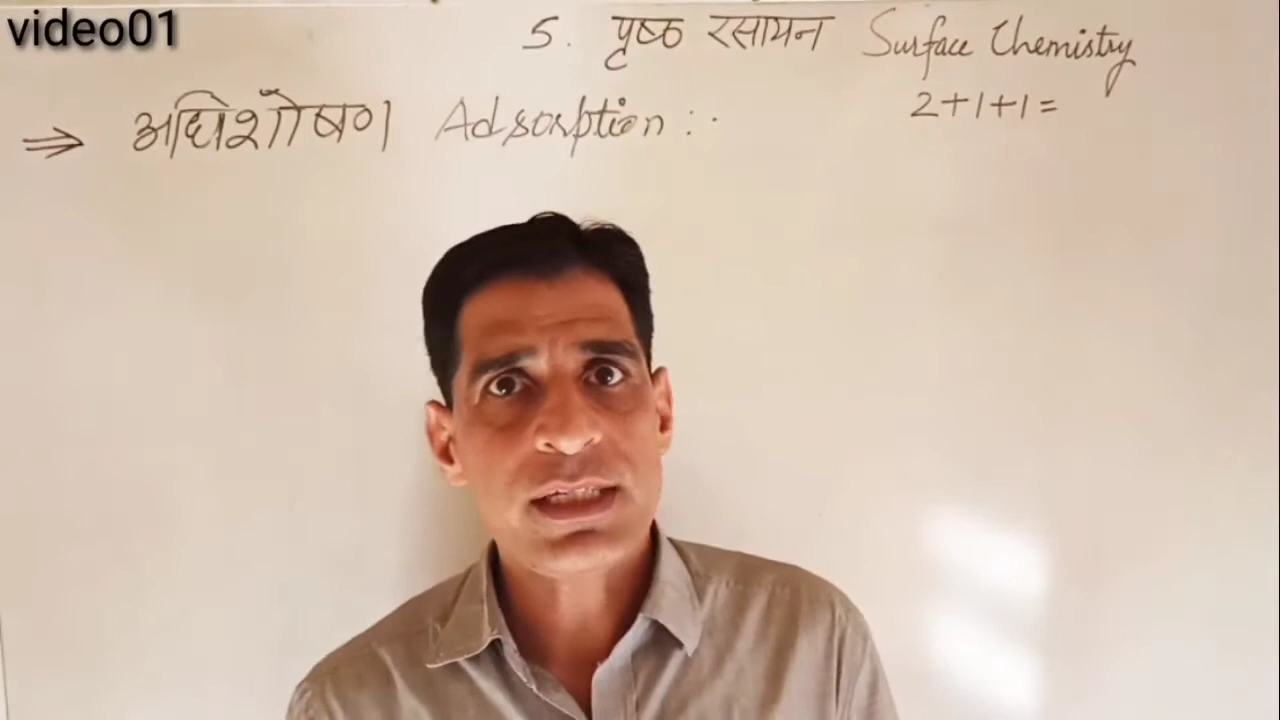 video01
5. पृष्ठ रसायन Surface Chemistry
2+1+1=
⇒ अधिशोषण Adsorption :-